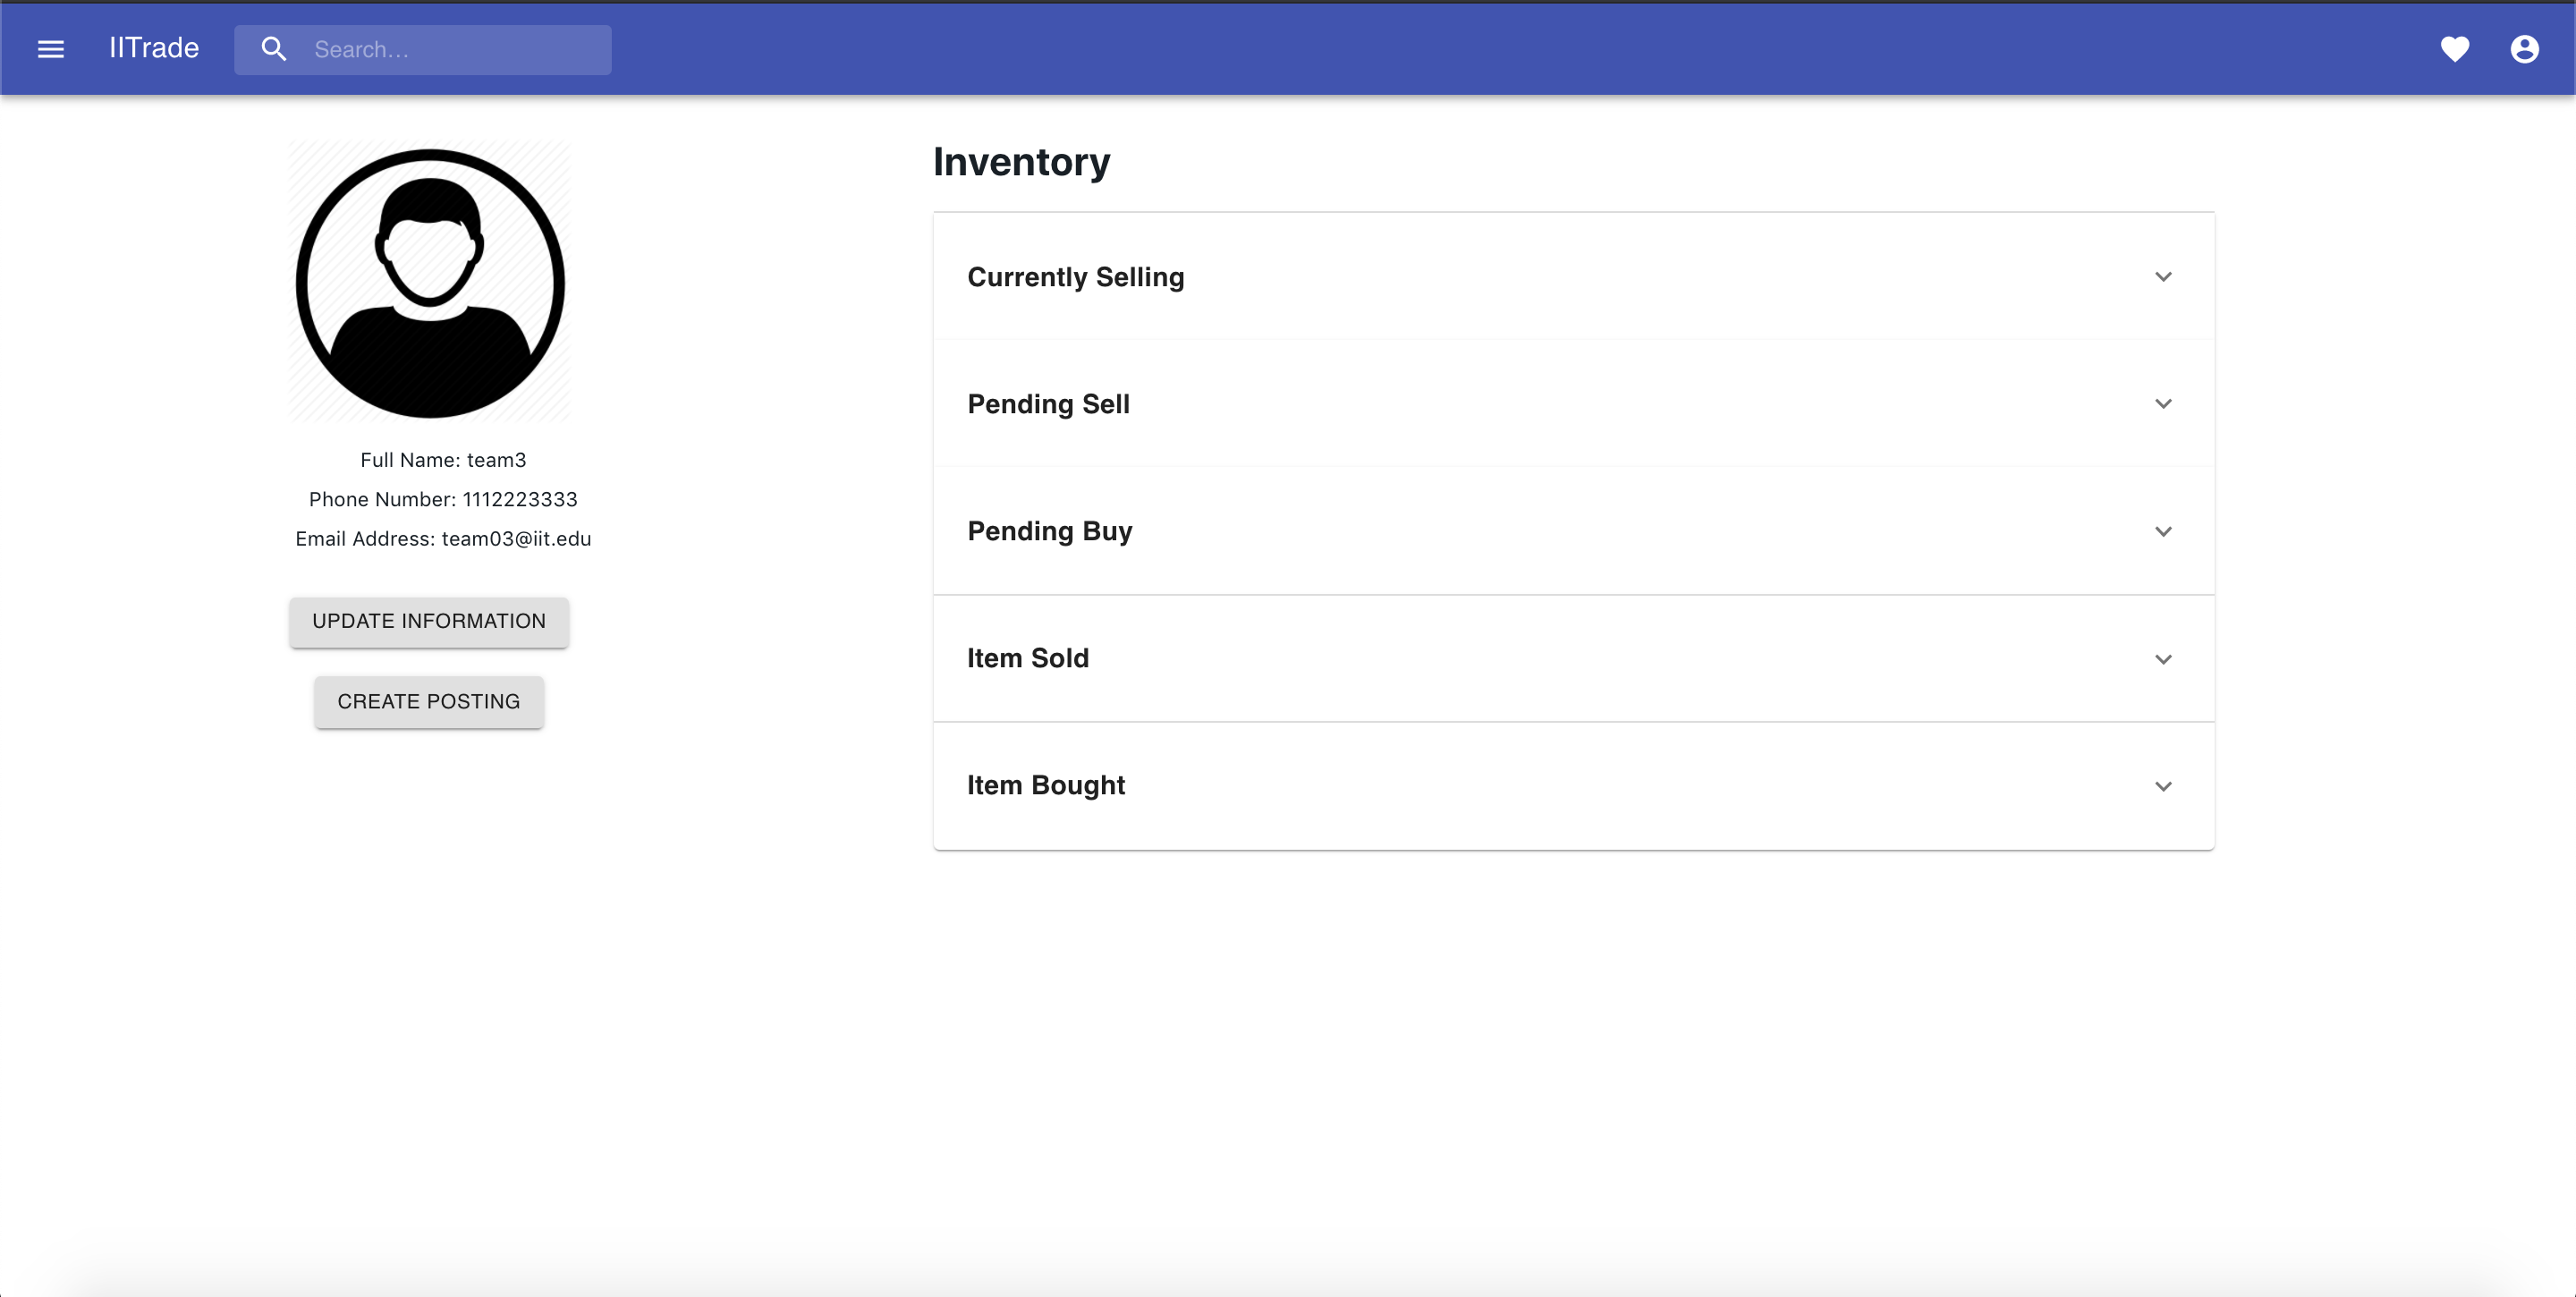 IITrade
Search...
Full Name: team3
Phone Number: 1112223333
Email Address: team03@iit.edu
UPDATE INFORMATION
CREATE POSTING
Inventory
Currently Selling
Pending Sell
Pending Buy
Item Sold
Item Bought